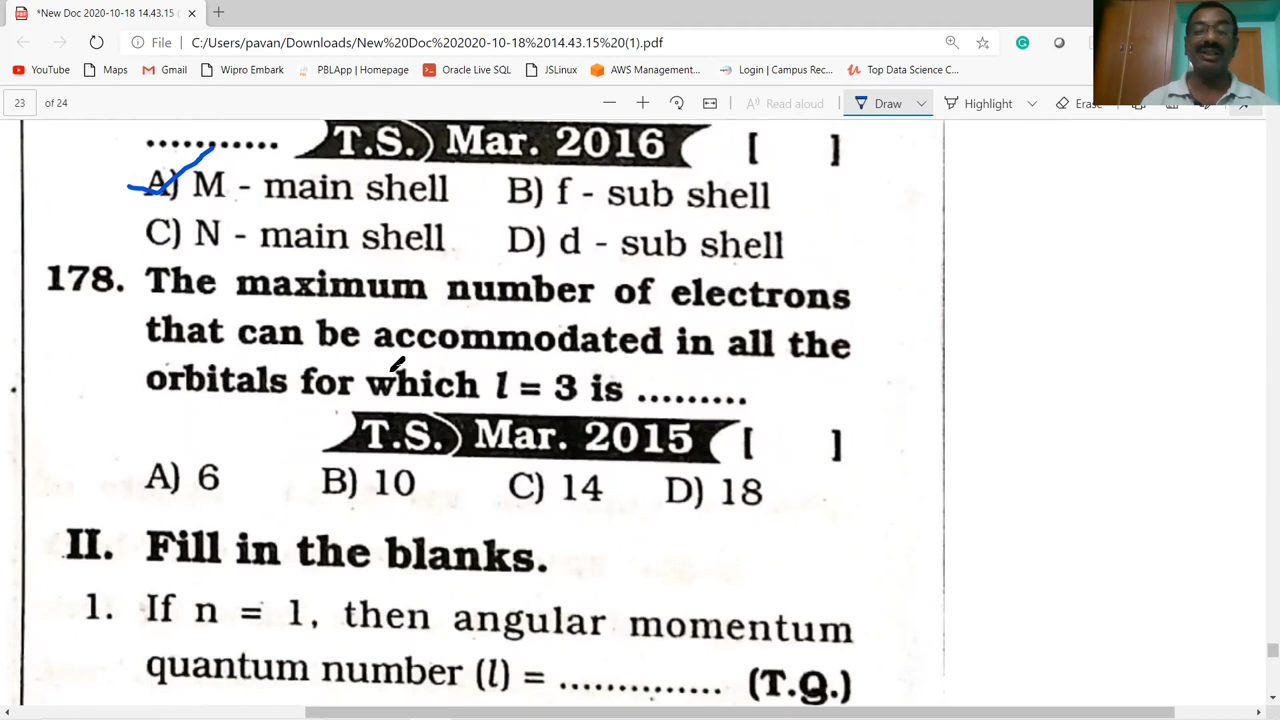 *New Doc 2020-10-18 14.43.15 (
File C:/Users/pavan/Downloads/New%20Doc%202020-10-18%2014.43.15%20(1).pdf
YouTube Maps Gmail Wipro Embark PBLApp | Homepage Oracle Live SQL JSLinux AWS Management... Login | Campus Rec... Top Data Science C...
23 of 24 Read aloud Draw Highlight Erase
........... T.S. Mar. 2016 [ ]
A) M - main shell B) f - sub shell
C) N - main shell D) d - sub shell
178. The maximum number of electrons
that can be accommodated in all the
orbitals for which l = 3 is .........
T.S. Mar. 2015 [ ]
A) 6 B) 10 C) 14 D) 18
II. Fill in the blanks.
1. If n = 1, then angular momentum
quantum number (l) = .............. (T.Q.)